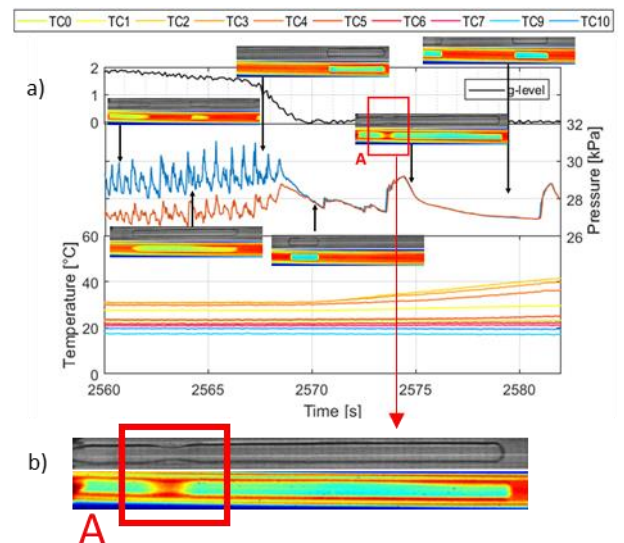 TC0 TC1 TC2 TC3 TC4 TC5 TC6 TC7 TC9 TC10
a)
2
1
0
g-level
A
32
30
28
26
Pressure [kPa]
60
40
20
0
Temperature [°C]
2560 2565 2570 2575 2580
Time [s]
b)
A